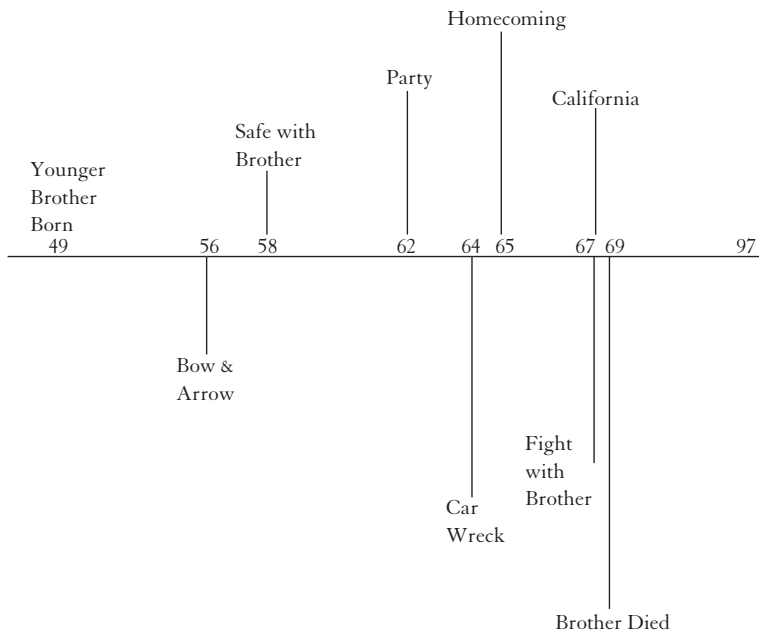 Homecoming
Party
California
Safe with
Brother
Younger
Brother
Born
49 56 58 62 64 65 67 69 97
Bow &
Arrow
Fight
with
Brother
Car
Wreck
Brother Died